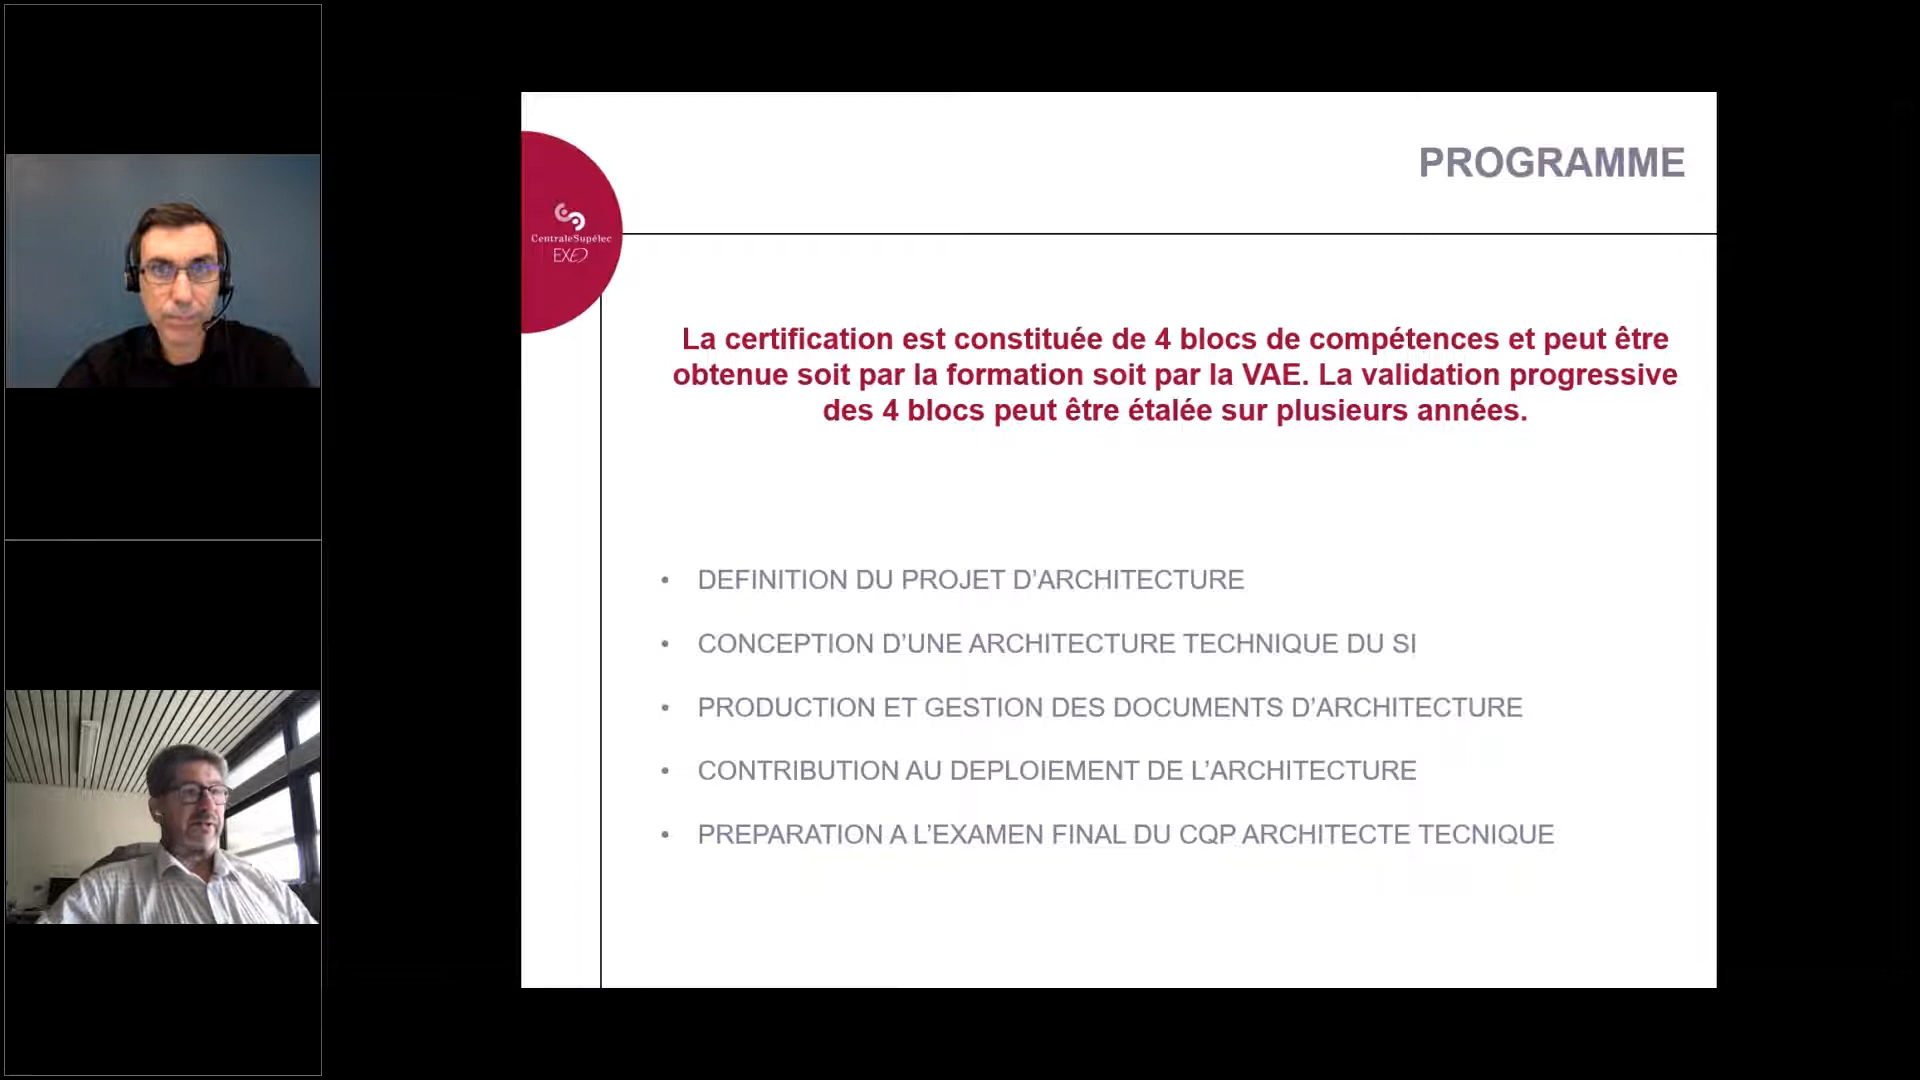 PROGRAMME
CentraleSupélec
EXED
La certification est constituée de 4 blocs de compétences et peut être
obtenue soit par la formation soit par la VAE. La validation progressive
des 4 blocs peut être étalée sur plusieurs années.
• DEFINITION DU PROJET D’ARCHITECTURE
• CONCEPTION D’UNE ARCHITECTURE TECHNIQUE DU SI
• PRODUCTION ET GESTION DES DOCUMENTS D’ARCHITECTURE
• CONTRIBUTION AU DEPLOIEMENT DE L’ARCHITECTURE
• PREPARATION A L’EXAMEN FINAL DU CQP ARCHITECTE TECNIQUE